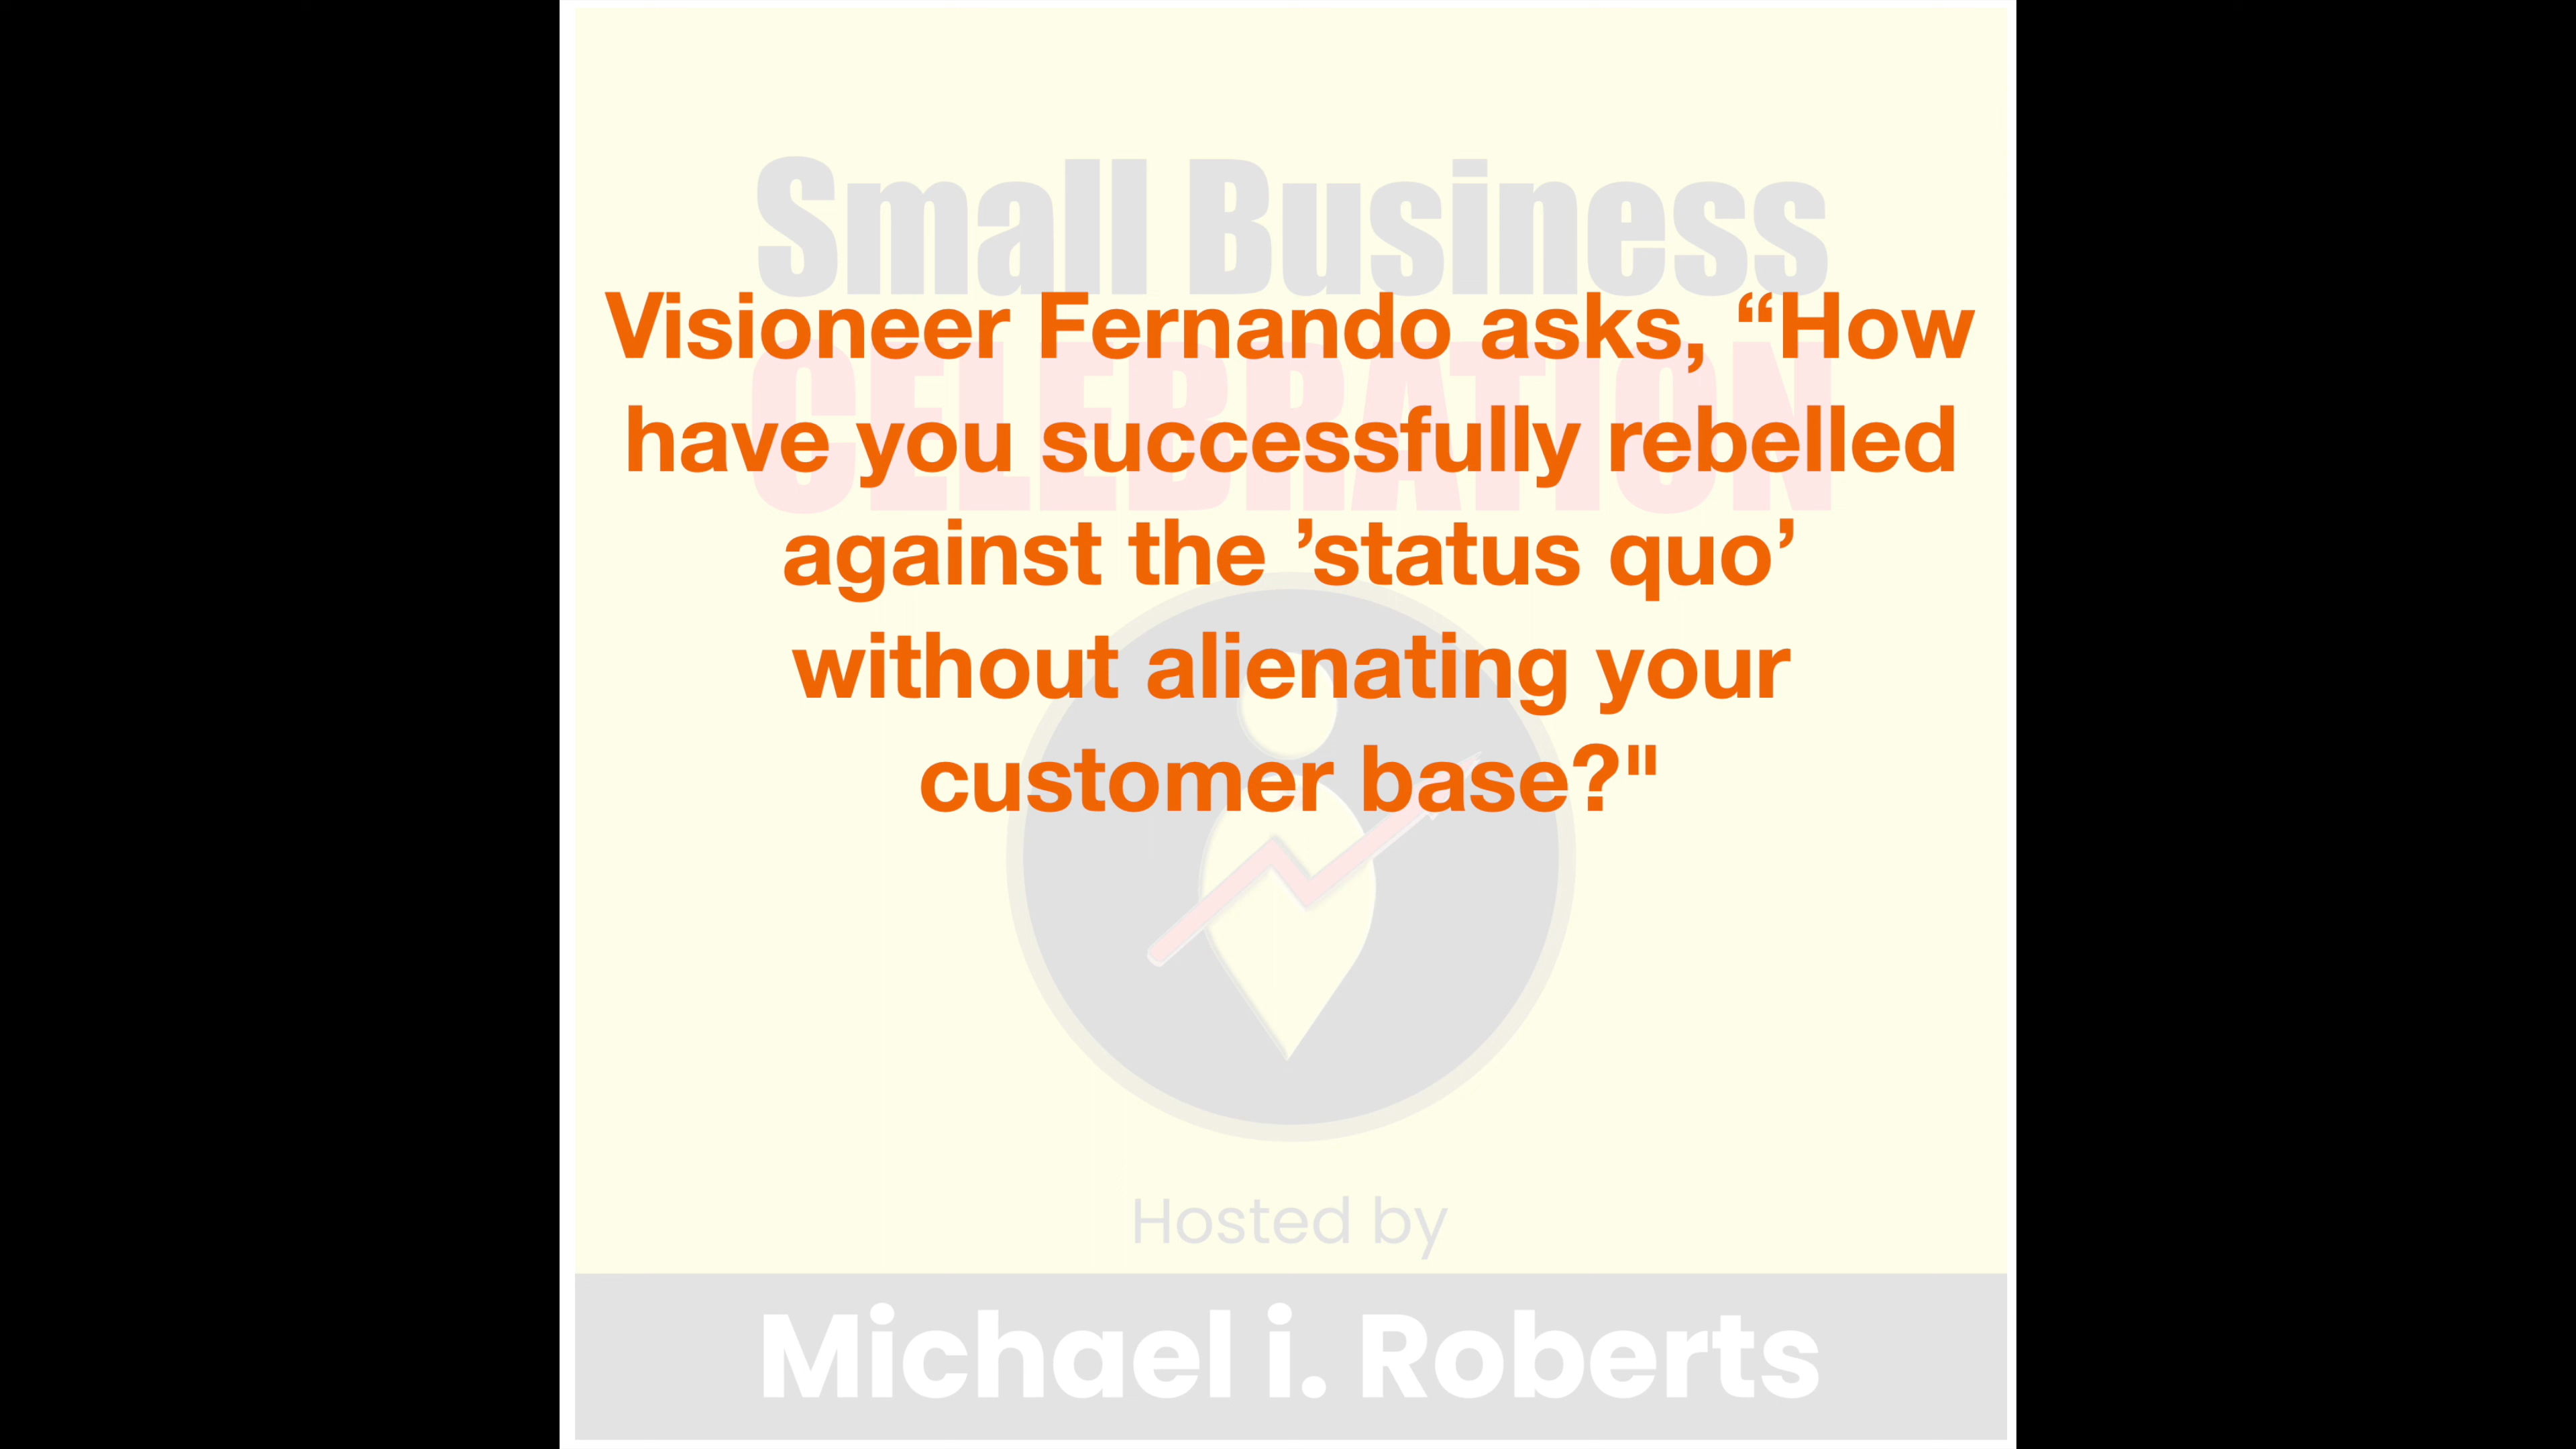 Small Business
Visioneer Fernando asks, “How
CELEBRATION
have you successfully rebelled
against the ’status quo’
without alienating your
customer base?"
Hosted by
Michael i. Roberts